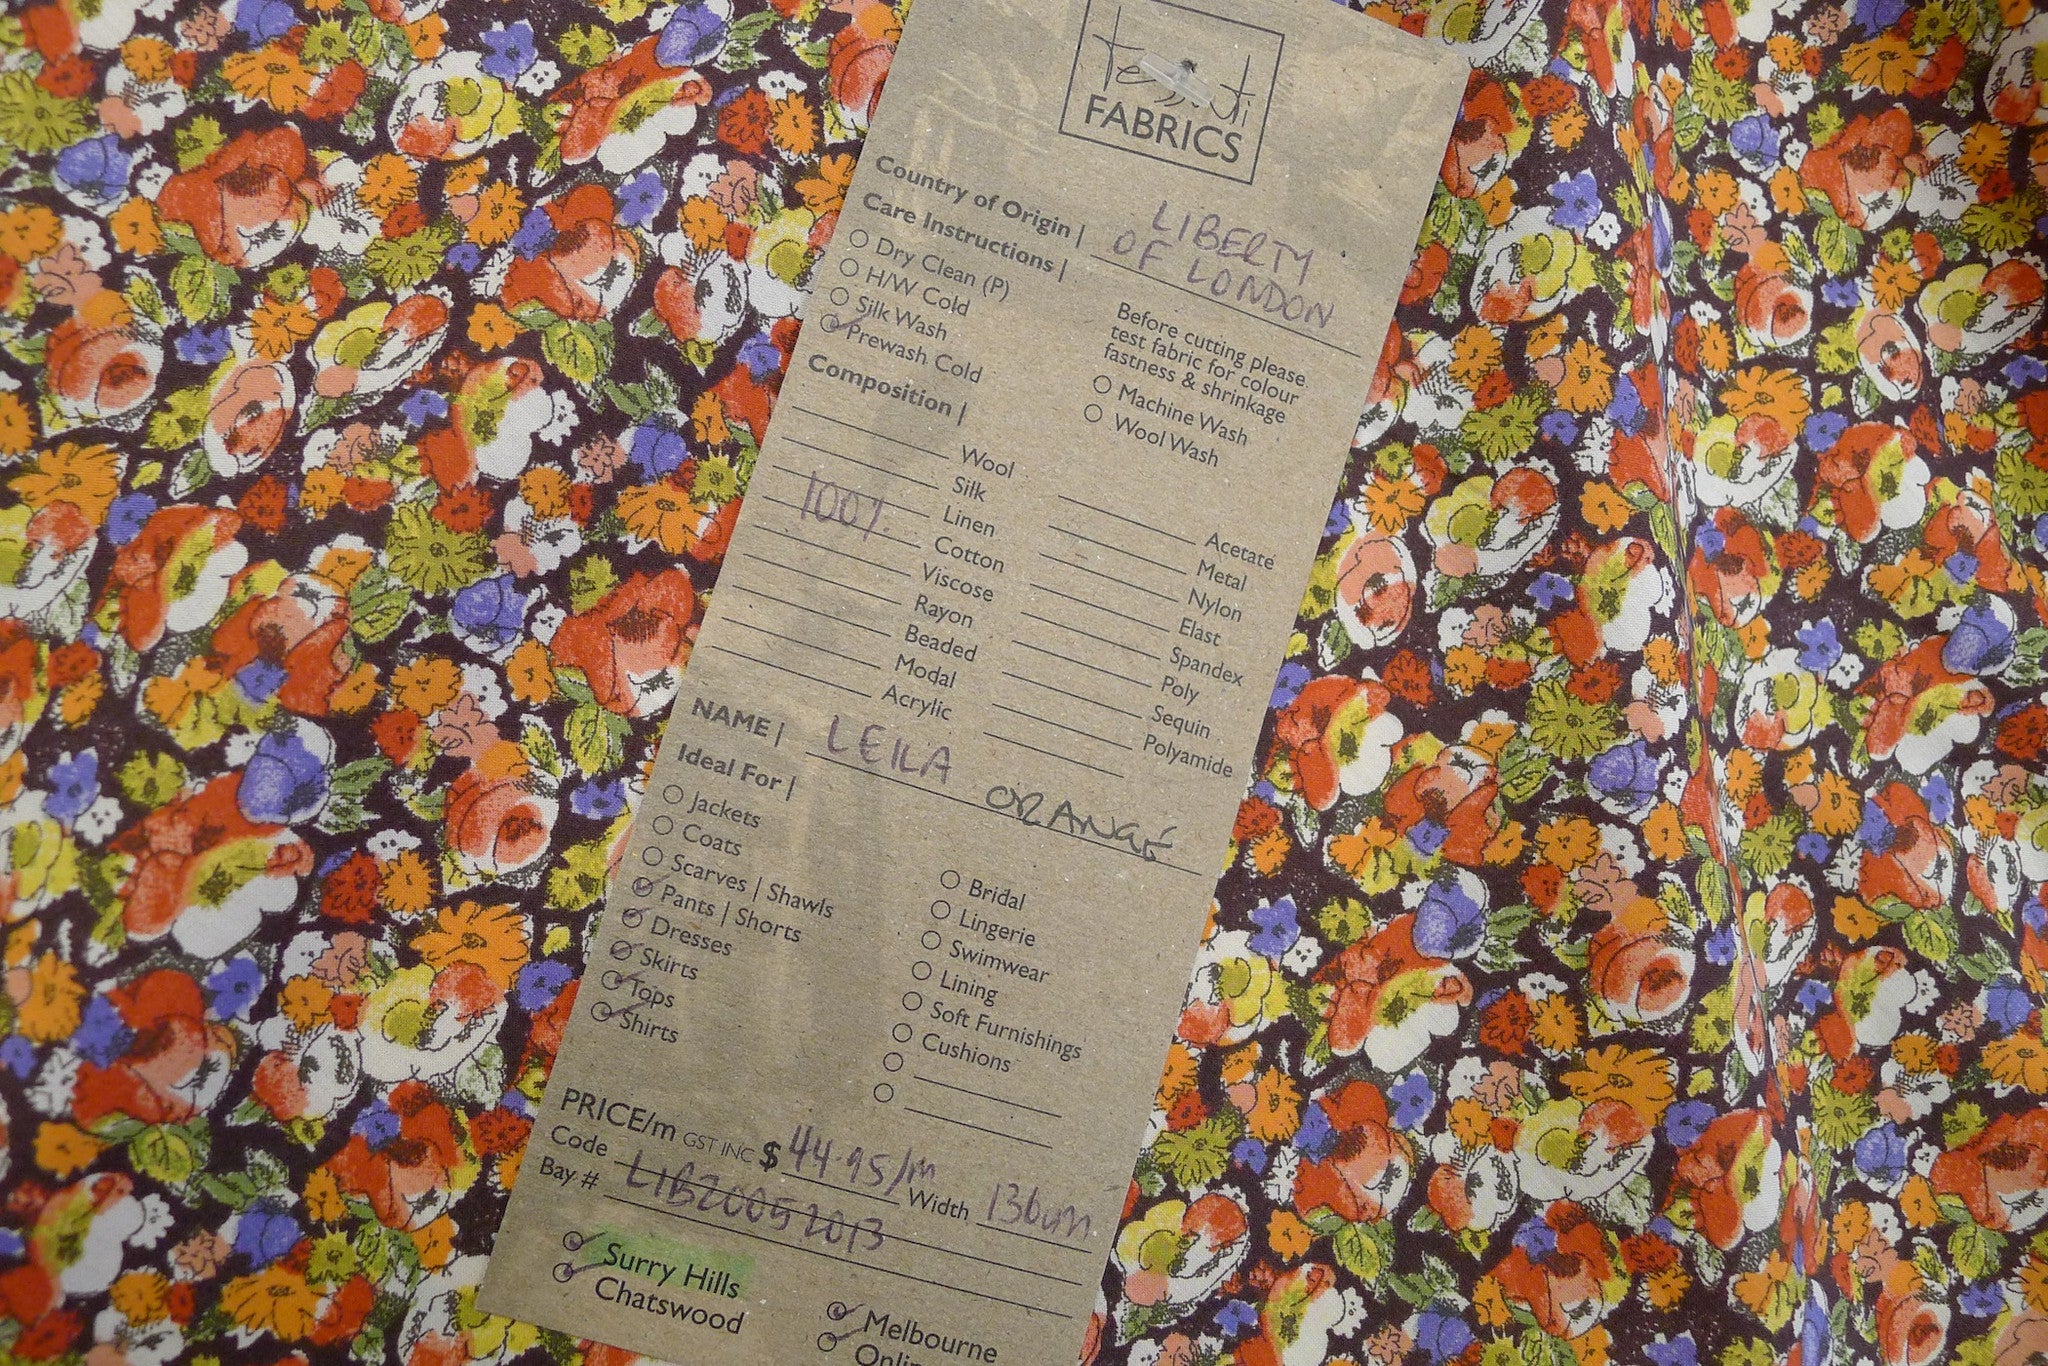 tessuti
FABRICS
Country of Origin | LIBERTY
OF LONDON
Care Instructions |
Dry Clean (P)
H/W Cold
Silk Wash
Prewash Cold
Before cutting please
test fabric for colour
fastness & shrinkage
Machine Wash
Wool Wash
Composition |
Wool
Silk
Linen
100% Cotton
Viscose
Rayon
Beaded
Modal
Acrylic
Acetate
Metal
Nylon
Elast
Spandex
Poly
Sequin
Polyamide
NAME | LEILA ORANGE
Ideal For |
Jackets
Coats
Scarves | Shawls
Pants | Shorts
Dresses
Skirts
Tops
Shirts
Bridal
Lingerie
Swimwear
Lining
Soft Furnishings
Cushions
PRICE/m GST INC $ 44.95/m
Code LIB20052013 Width 136cm
Bay #
Surry Hills
Chatswood
Melbourne
Online